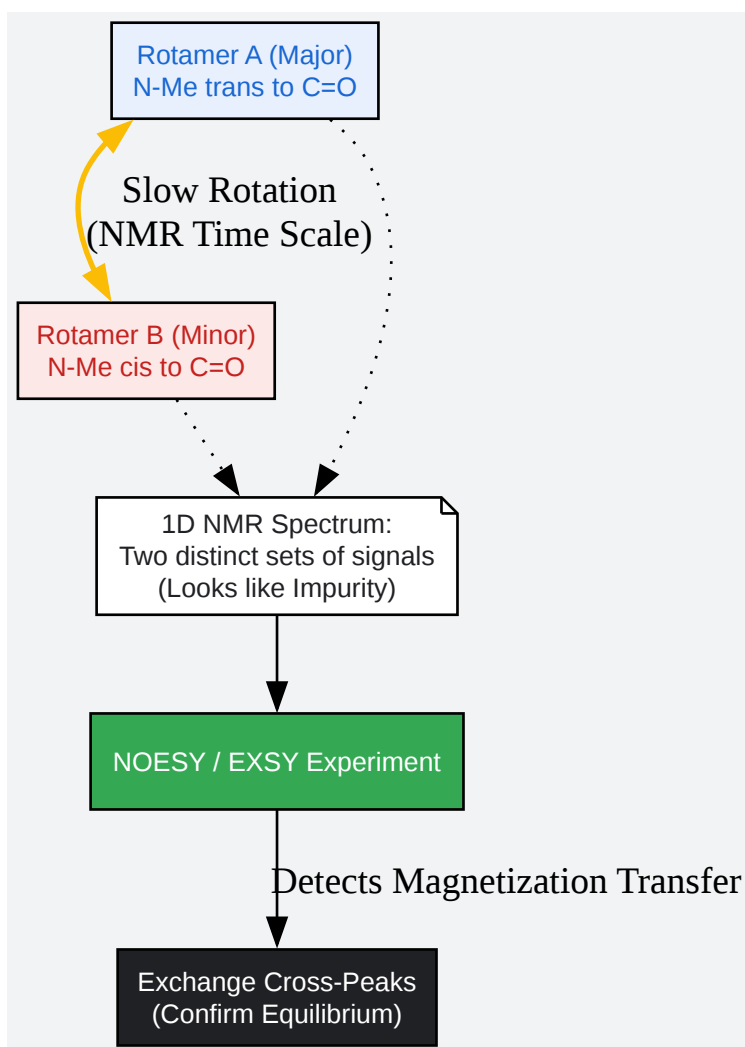 Rotamer A (Major)
N-Me trans to C=O
Slow Rotation
(NMR Time Scale)
Rotamer B (Minor)
N-Me cis to C=O
1D NMR Spectrum:
Two distinct sets of signals
(Looks like Impurity)
NOESY / EXSY Experiment
Detects Magnetization Transfer
Exchange Cross-Peaks
(Confirm Equilibrium)